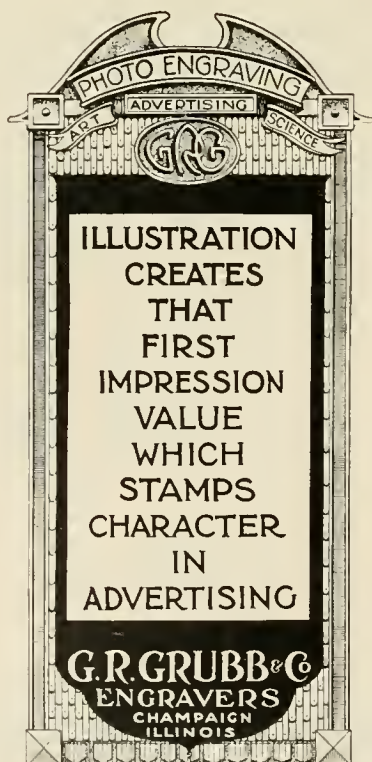 PHOTO ENGRAVING
ADVERTISING
ART
SCIENCE
GRG
ILLUSTRATION
CREATES
THAT
FIRST
IMPRESSION
VALUE
WHICH
STAMPS
CHARACTER
IN
ADVERTISING
G.R.GRUBB & Co
ENGRAVERS
CHAMPAIGN
ILLINOIS